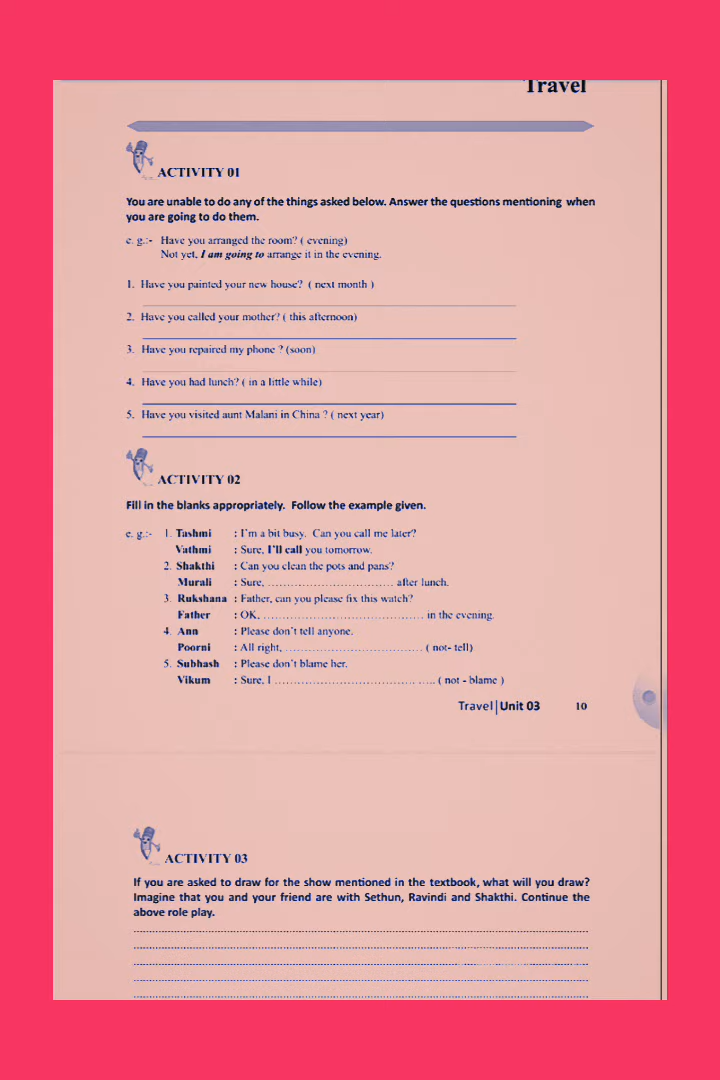 Travel
ACTIVITY 01
You are unable to do any of the things asked below. Answer the questions mentioning when
you are going to do them.
e. g.:- Have you arranged the room? ( evening)
Not yet, I am going to arrange it in the evening.
1. Have you painted your new house? ( next month )
2. Have you called your mother? ( this afternoon)
3. Have you repaired my phone ? (soon)
4. Have you had lunch? ( in a little while)
5. Have you visited aunt Malani in China ? ( next year)
ACTIVITY 02
Fill in the blanks appropriately. Follow the example given.
e. g.:- 1. Tashmi : I'm a bit busy. Can you call me later?
Vathmi : Sure, I'll call you tomorrow.
2. Shakthi : Can you clean the pots and pans?
Murali : Sure, ................................ after lunch.
3. Rukshana : Father, can you please fix this watch?
Father : OK, ......................................... in the evening.
4. Ann : Please don't tell anyone.
Poorni : All right, ................................... ( not- tell)
5. Subhash : Please don't blame her.
Vikum : Sure, I .................................... ..... ( not - blame )
Travel|Unit 03 10
ACTIVITY 03
If you are asked to draw for the show mentioned in the textbook, what will you draw?
Imagine that you and your friend are with Sethun, Ravindi and Shakthi. Continue the
above role play.